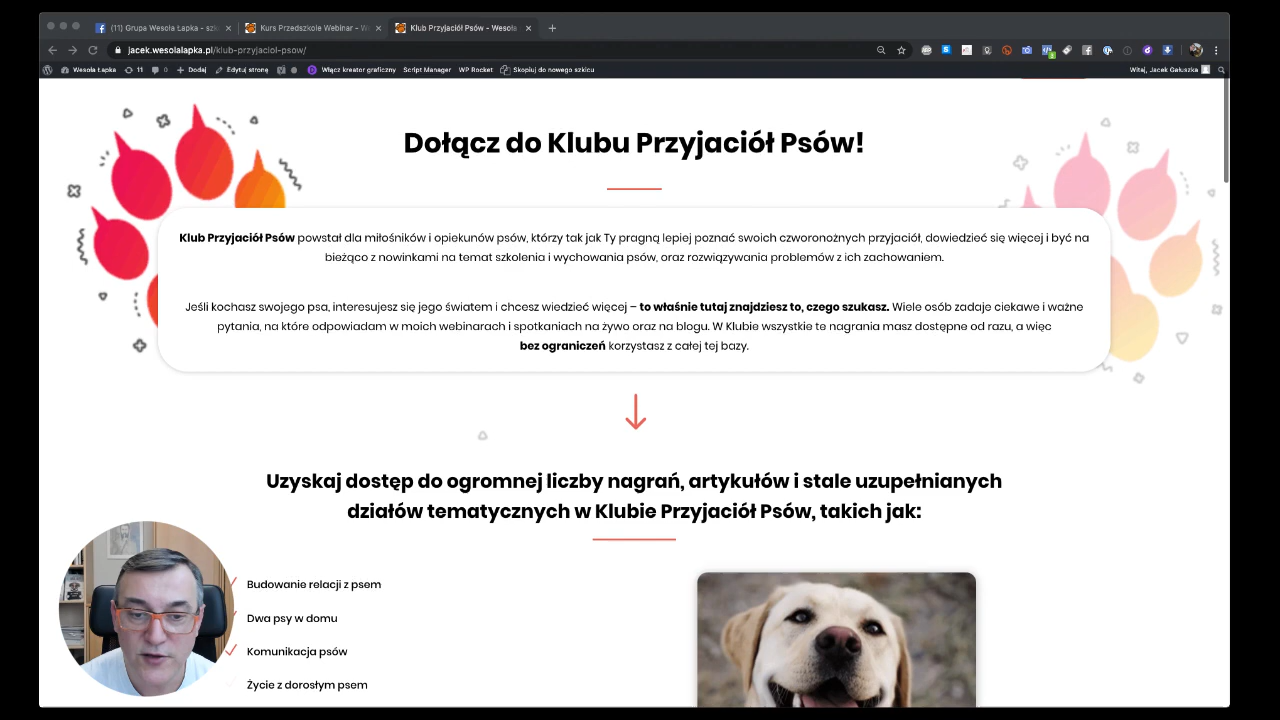 (11) Grupa Wesoła Łapka - szk
Kurs Przedszkole Webinar - We
Klub Przyjaciół Psów - Wesoła
jacek.wesolalapka.pl/klub-przyjaciol-psow/
Wesoła Łapka 11 0 Dodaj Edytuj stronę Włącz kreator graficzny Script Manager WP Rocket Skopiuj do nowego szkicu Witaj, Jacek Gałuszka
Dołącz do Klubu Przyjaciół Psów!
Klub Przyjaciół Psów powstał dla miłośników i opiekunów psów, którzy tak jak Ty pragną lepiej poznać swoich czworonożnych przyjaciół, dowiedzieć się więcej i być na
bieżąco z nowinkami na temat szkolenia i wychowania psów, oraz rozwiązywania problemów z ich zachowaniem.
Jeśli kochasz swojego psa, interesujesz się jego światem i chcesz wiedzieć więcej – to właśnie tutaj znajdziesz to, czego szukasz. Wiele osób zadaje ciekawe i ważne
pytania, na które odpowiadam w moich webinarach i spotkaniach na żywo oraz na blogu. W Klubie wszystkie te nagrania masz dostępne od razu, a więc
bez ograniczeń korzystasz z całej tej bazy.
Uzyskaj dostęp do ogromnej liczby nagrań, artykułów i stale uzupełnianych
działów tematycznych w Klubie Przyjaciół Psów, takich jak:
Budowanie relacji z psem
Dwa psy w domu
Komunikacja psów
Życie z dorosłym psem